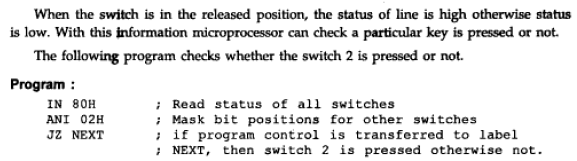 When the switch is in the released position, the status of line is high otherwise status
is low. With this information microprocessor can check a particular key is pressed or not.
The following program checks whether the switch 2 is pressed or not.
Program :
IN 80H ; Read status of all switches
ANI 02H ; Mask bit positions for other switches
JZ NEXT ; if program control is transferred to label
; NEXT, then switch 2 is pressed otherwise not.